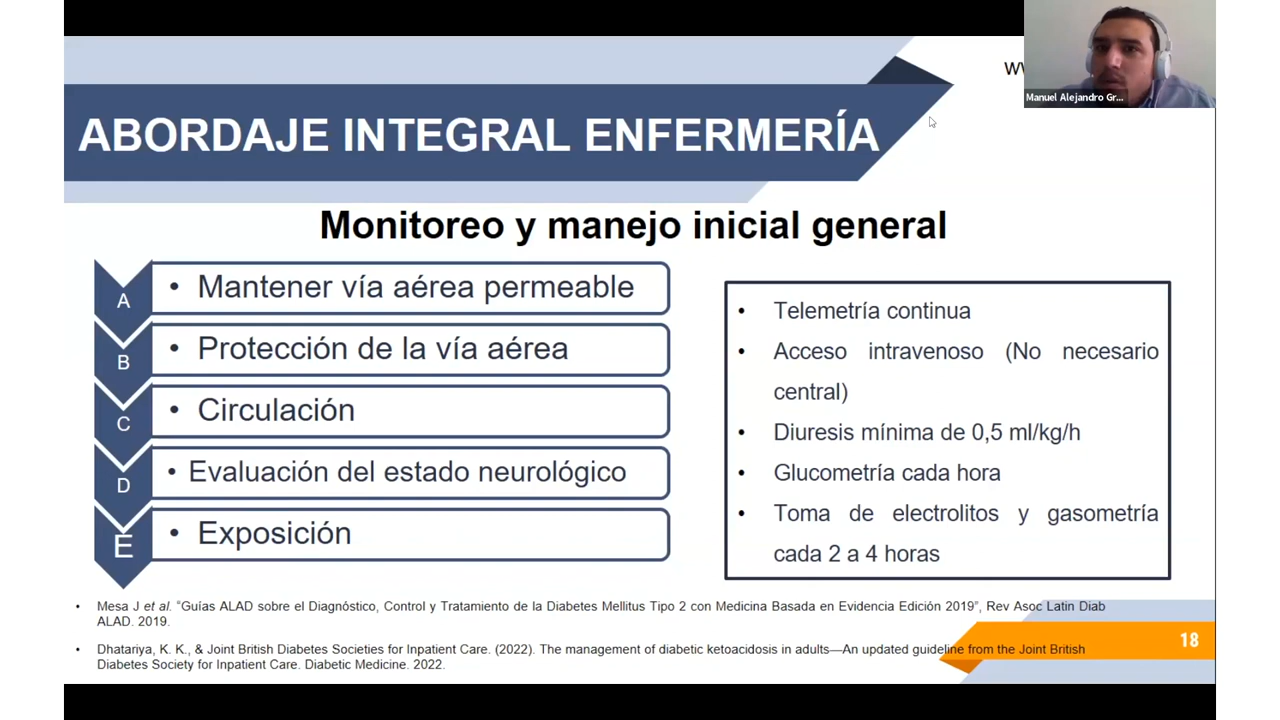 Manuel Alejandro Gr...
ABORDAJE INTEGRAL ENFERMERÍA
Monitoreo y manejo inicial general
A
• Mantener vía aérea permeable
B
• Protección de la vía aérea
C
• Circulación
D
• Evaluación del estado neurológico
E
• Exposición
• Telemetría continua
• Acceso intravenoso (No necesario
central)
• Diuresis mínima de 0,5 ml/kg/h
• Glucometría cada hora
• Toma de electrolitos y gasometría
cada 2 a 4 horas
• Mesa J et al. “Guías ALAD sobre el Diagnóstico, Control y Tratamiento de la Diabetes Mellitus Tipo 2 con Medicina Basada en Evidencia Edición 2019”, Rev Asoc Latin Diab
ALAD. 2019.
• Dhatariya, K. K., & Joint British Diabetes Societies for Inpatient Care. (2022). The management of diabetic ketoacidosis in adults—An updated guideline from the Joint British
Diabetes Society for Inpatient Care. Diabetic Medicine. 2022.
18